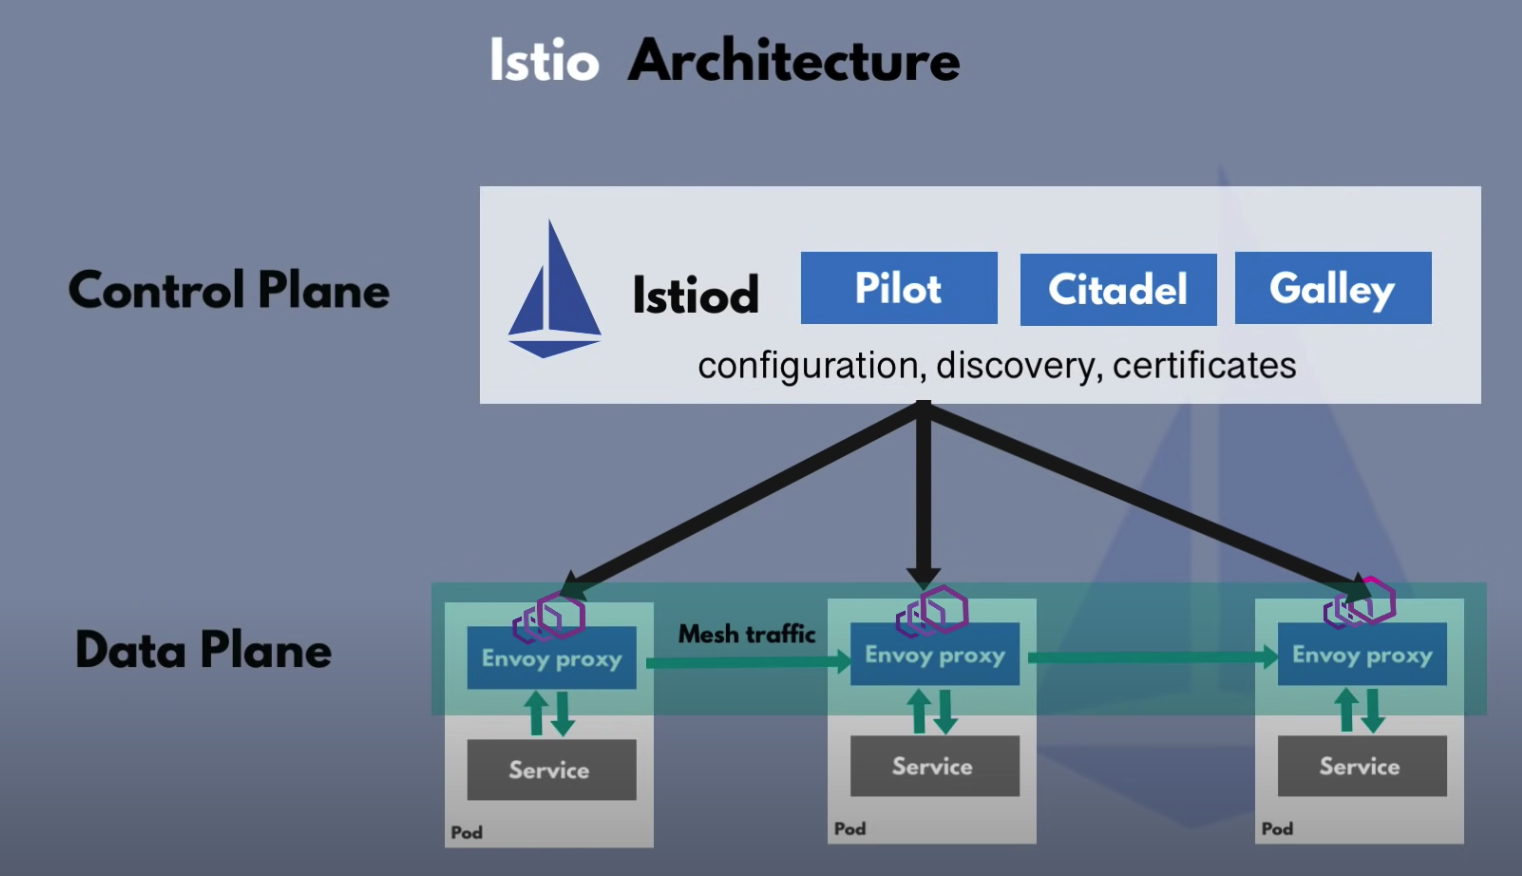 Istio Architecture
Control Plane
Istiod
Pilot
Citadel
Galley
configuration, discovery, certificates
Data Plane
Mesh traffic
Envoy proxy
Envoy proxy
Envoy proxy
Service
Service
Service
Pod
Pod
Pod